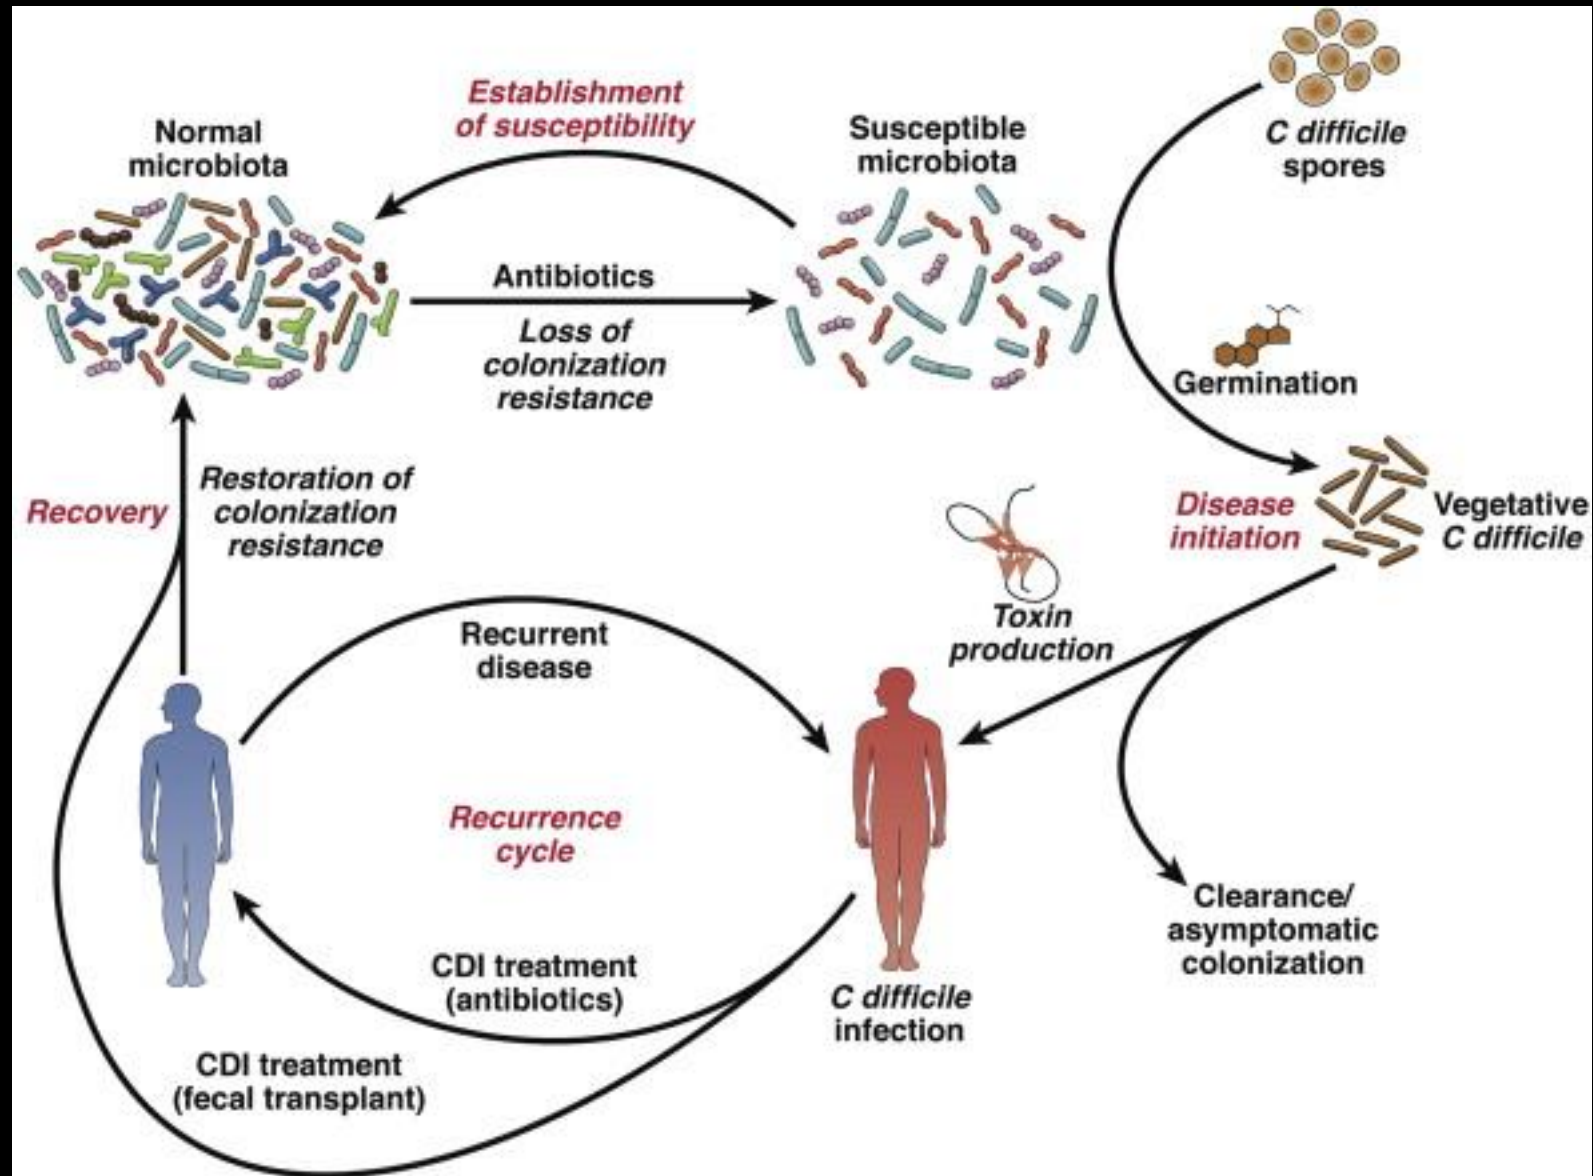 Establishment
of susceptibility
Normal
microbiota
Susceptible
microbiota
C difficile
spores
Antibiotics
Loss of
colonization
resistance
Germination
Recovery
Restoration of
colonization
resistance
Disease
initiation
Vegetative
C difficile
Toxin
production
Recurrent
disease
Recurrence
cycle
CDI treatment
(antibiotics)
C difficile
infection
Clearance/
asymptomatic
colonization
CDI treatment
(fecal transplant)